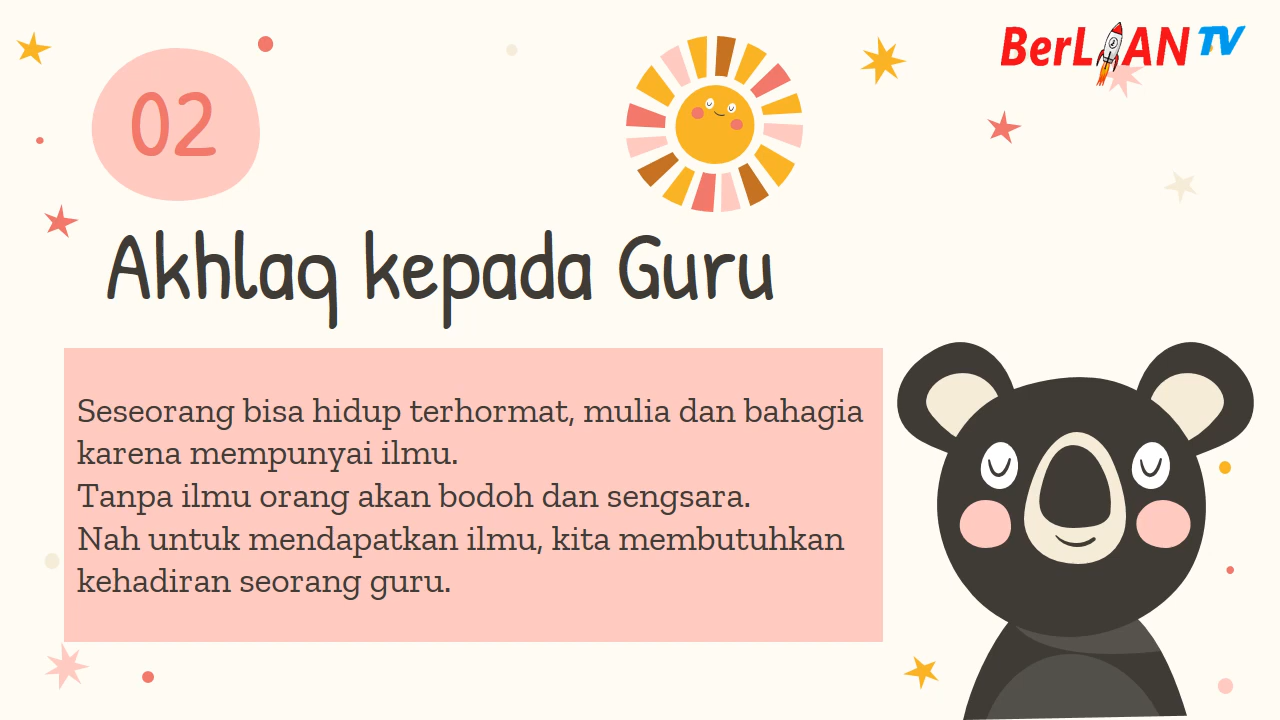 BerLIAN TV
02
Akhlaq kepada Guru
Seseorang bisa hidup terhormat, mulia dan bahagia
karena mempunyai ilmu.
Tanpa ilmu orang akan bodoh dan sengsara.
Nah untuk mendapatkan ilmu, kita membutuhkan
kehadiran seorang guru.